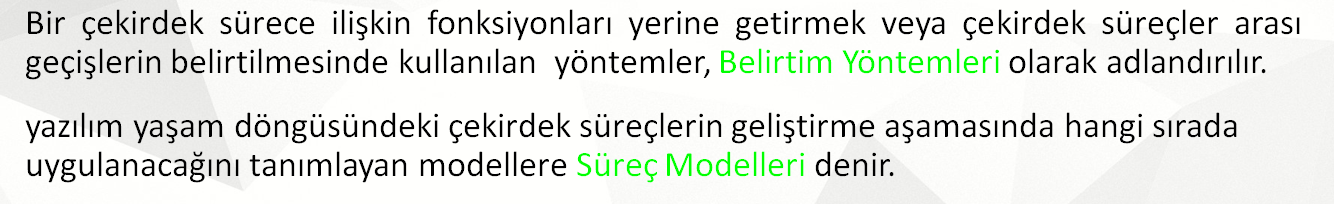 Bir çekirdek sürece ilişkin fonksiyonları yerine getirmek veya çekirdek süreçler arası
geçişlerin belirtilmesinde kullanılan yöntemler, Belirtim Yöntemleri olarak adlandırılır.
yazılım yaşam döngüsündeki çekirdek süreçlerin geliştirme aşamasında hangi sırada
uygulanacağını tanımlayan modellere Süreç Modelleri denir.